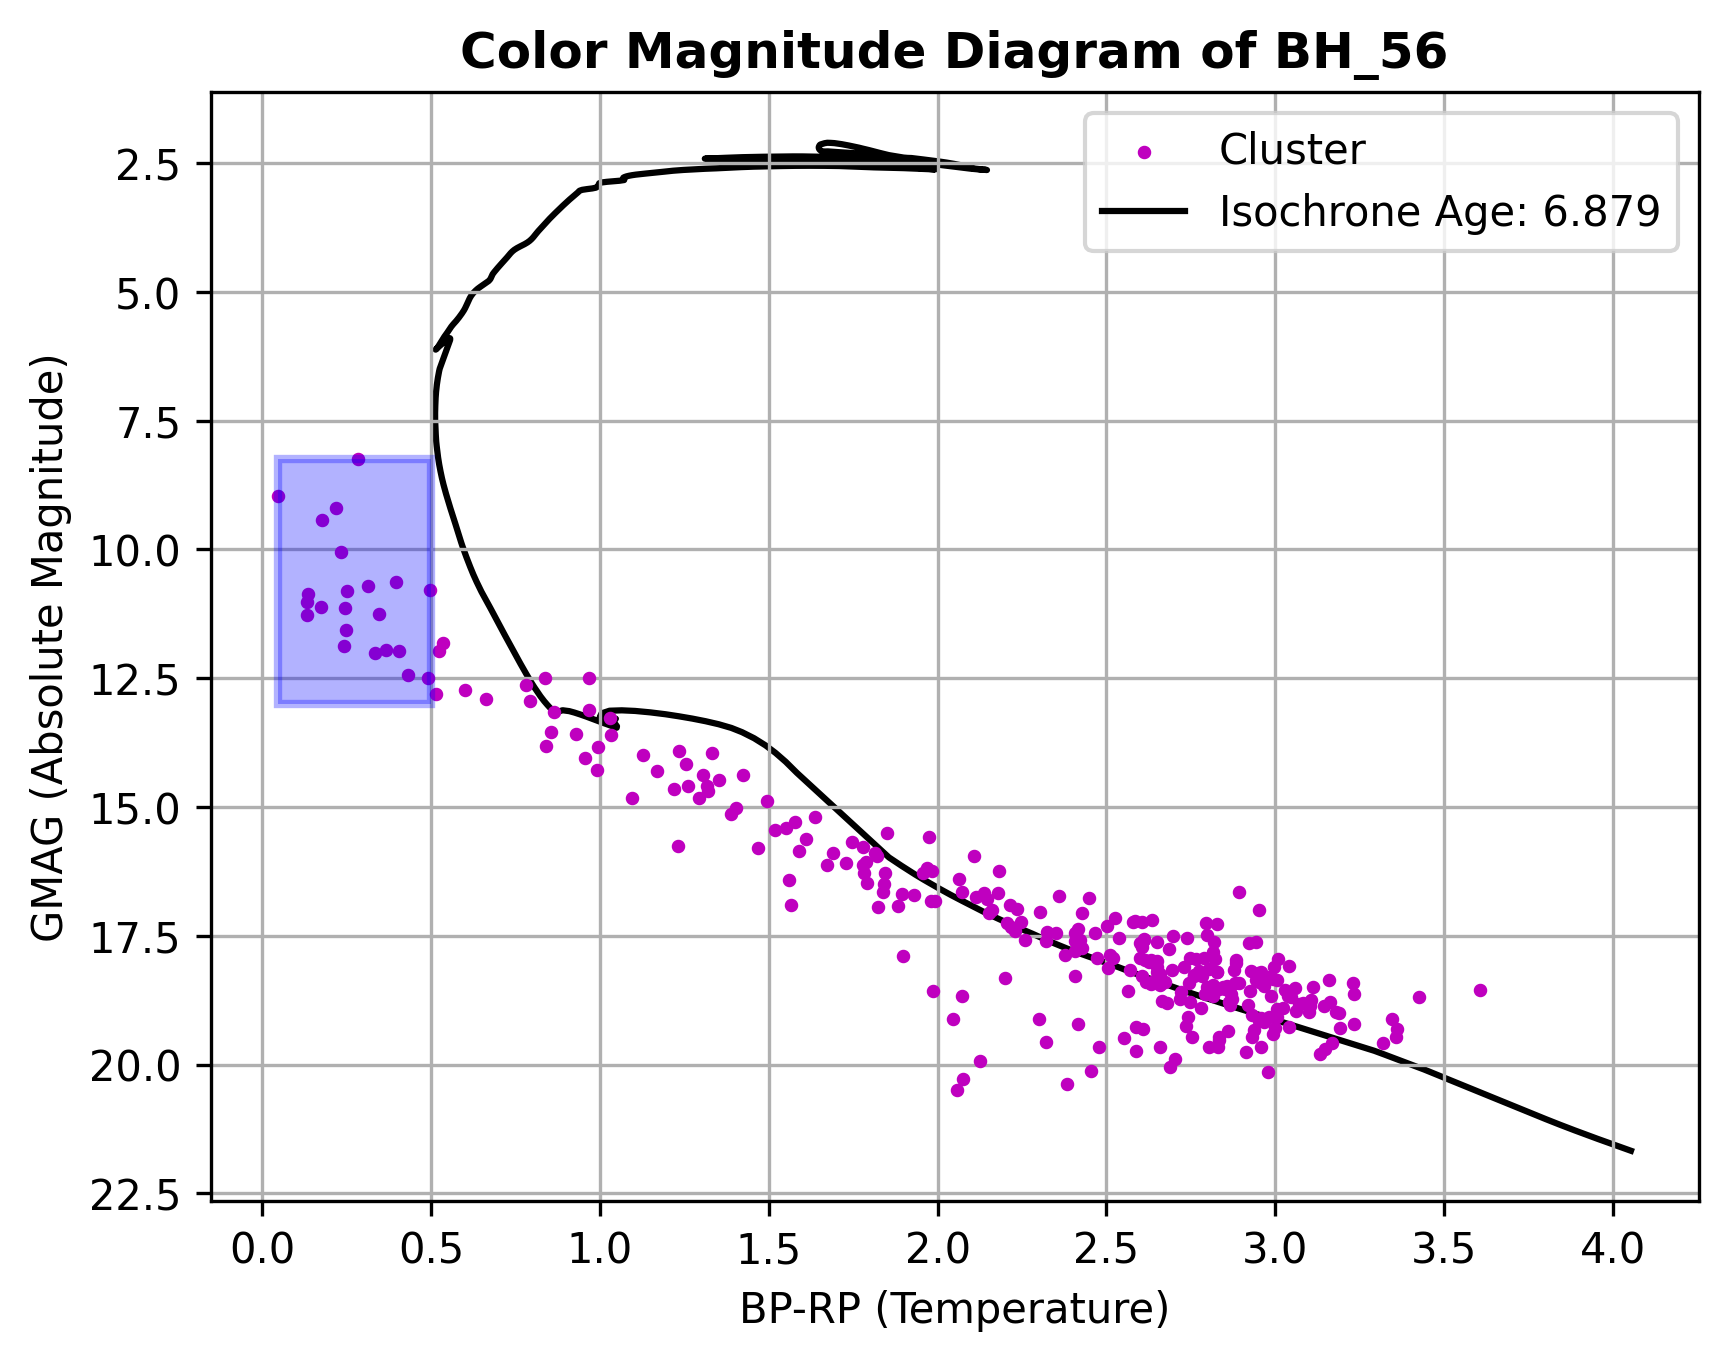 Color Magnitude Diagram of BH_56
Cluster
Isochrone Age: 6.879
GMAG (Absolute Magnitude)
2.5
5.0
7.5
10.0
12.5
15.0
17.5
20.0
22.5
0.0 0.5 1.0 1.5 2.0 2.5 3.0 3.5 4.0
BP-RP (Temperature)